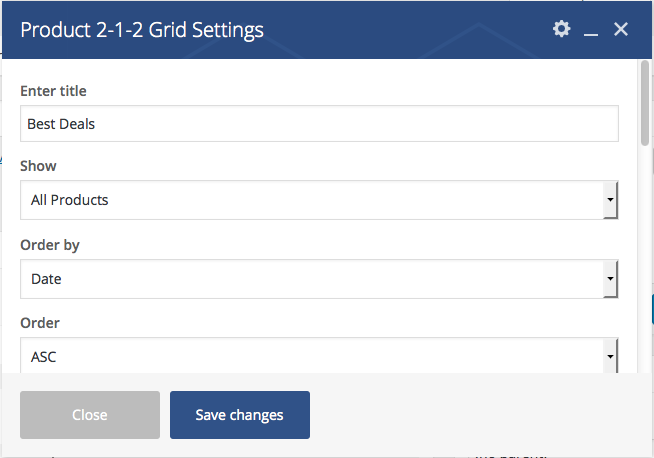 Product 2-1-2 Grid Settings
Enter title
Best Deals
Show
All Products
Order by
Date
Order
ASC
Close
Save changes